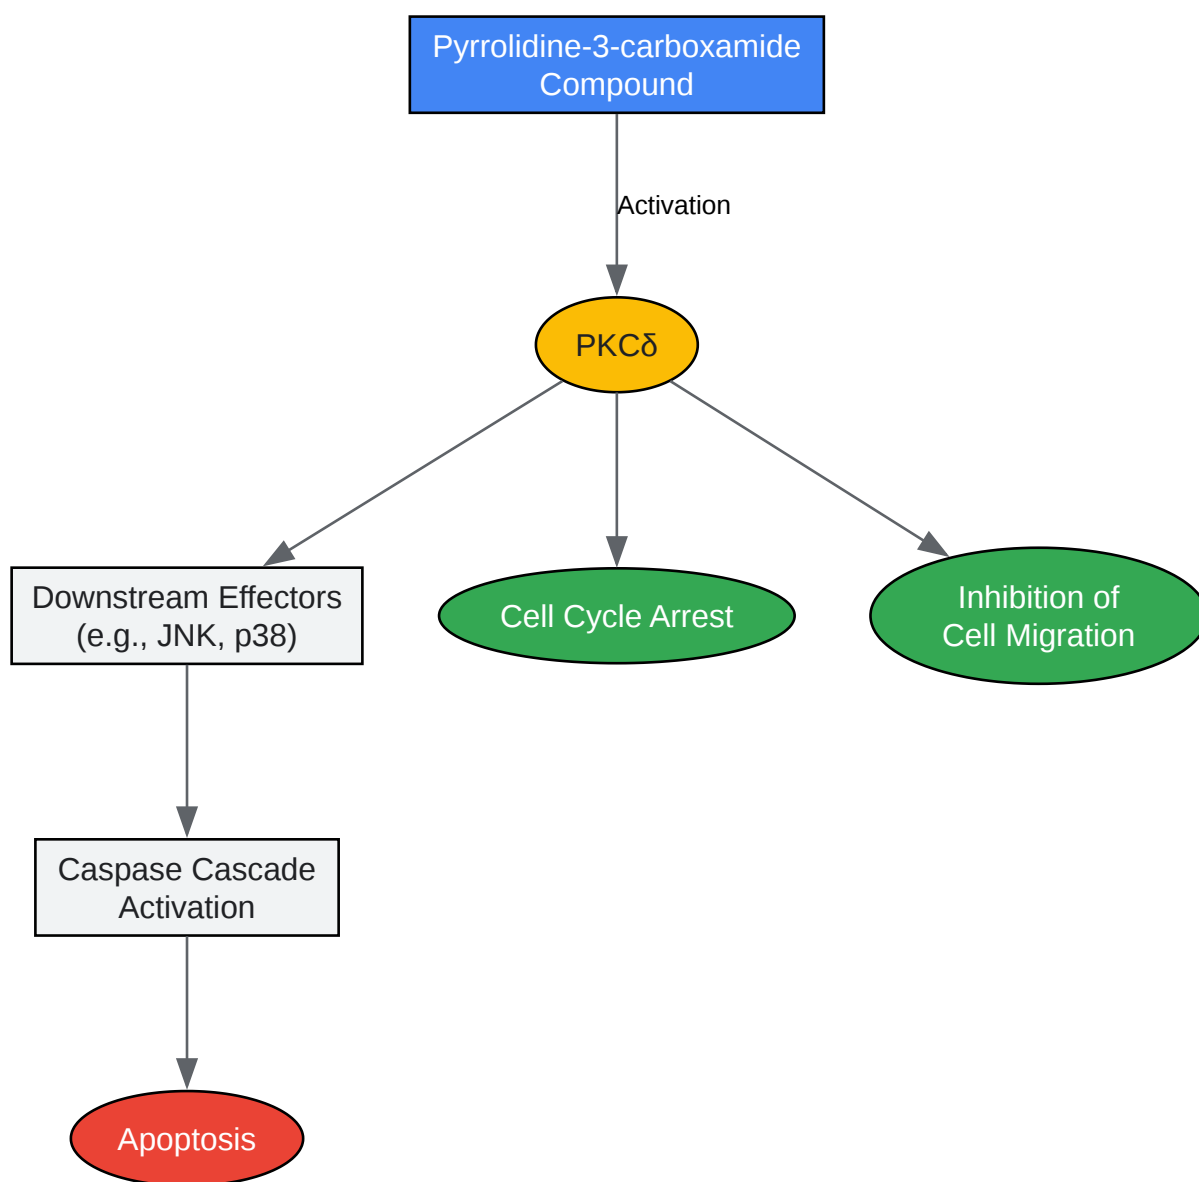 Pyrrolidine-3-carboxamide
Compound
Activation
PKCδ
Downstream Effectors
(e.g., JNK, p38)
Cell Cycle Arrest
Inhibition of
Cell Migration
Caspase Cascade
Activation
Apoptosis